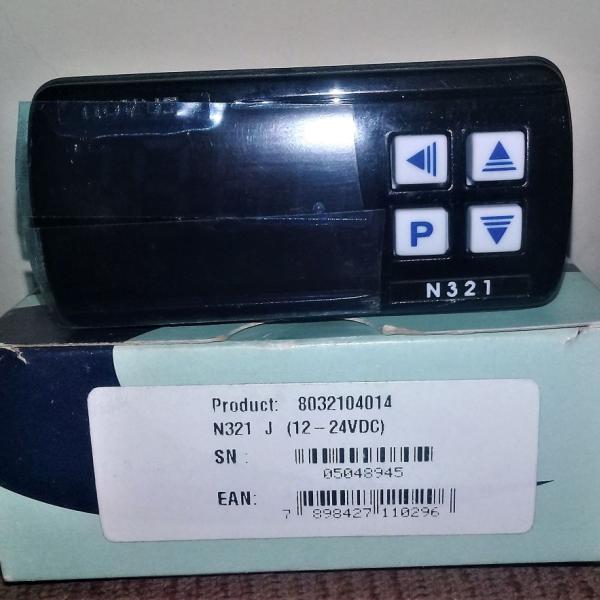 P
N321
Product: 8032104014
N321 J (12-24VDC)
SN :
05048945
EAN:
7 898427 110296